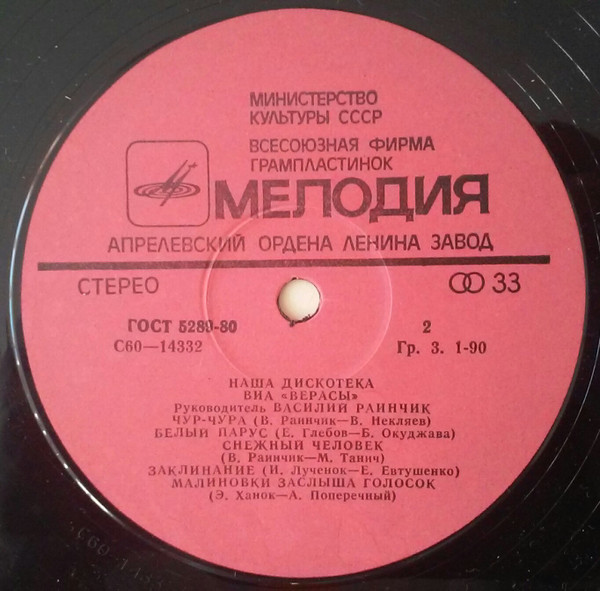 МИНИСТЕРСТВО
КУЛЬТУРЫ СССР
ВСЕСОЮЗНАЯ ФИРМА
ГРАМПЛАСТИНОК
МЕЛОДИЯ
АПРЕЛЕВСКИЙ ОРДЕНА ЛЕНИНА ЗАВОД
СТЕРЕО 33
ГОСТ 5289-80 2
С60—14332 Гр. 3. 1-90
НАША ДИСКОТЕКА
ВИА «ВЕРАСЫ»
Руководитель ВАСИЛИЙ РАИНЧИК
ЧУР-ЧУРА (В. Раинчик—В. Некляев)
БЕЛЫЙ ПАРУС (Е. Глебов—Б. Окуджава)
СНЕЖНЫЙ ЧЕЛОВЕК
(В. Раинчик—М. Танич)
ЗАКЛИНАНИЕ (И. Лученок—Е. Евтушенко)
МАЛИНОВКИ ЗАСЛЫША ГОЛОСОК
(Э. Ханок—А. Поперечный)